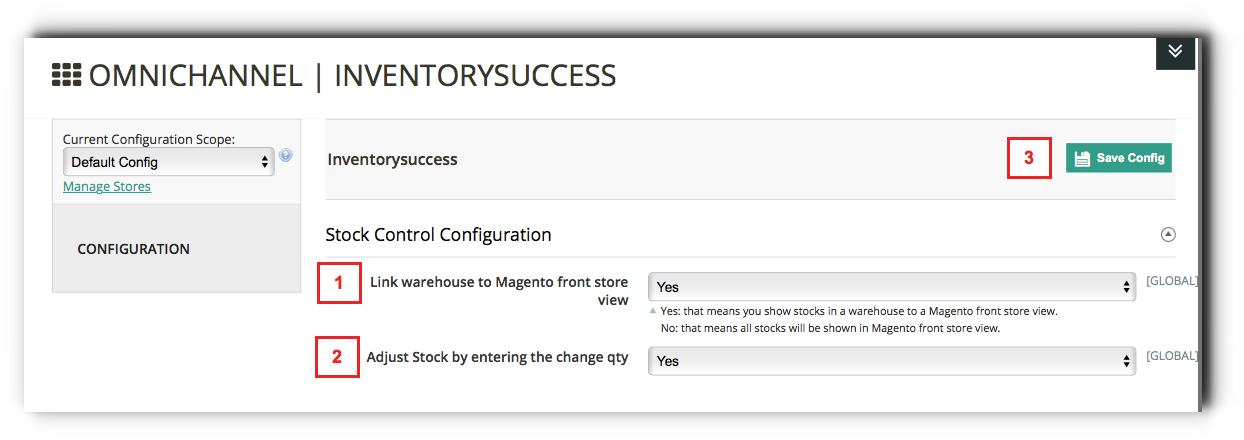 OMNICHANNEL | INVENTORYSUCCESS
Current Configuration Scope:
Default Config
Manage Stores
CONFIGURATION
Inventorysuccess
3
Save Config
Stock Control Configuration
1
Link warehouse to Magento front store
view
Yes
[GLOBAL]
Yes: that means you show stocks in a warehouse to a Magento front store view.
No: that means all stocks will be shown in Magento front store view.
2
Adjust Stock by entering the change qty
Yes
[GLOBAL]